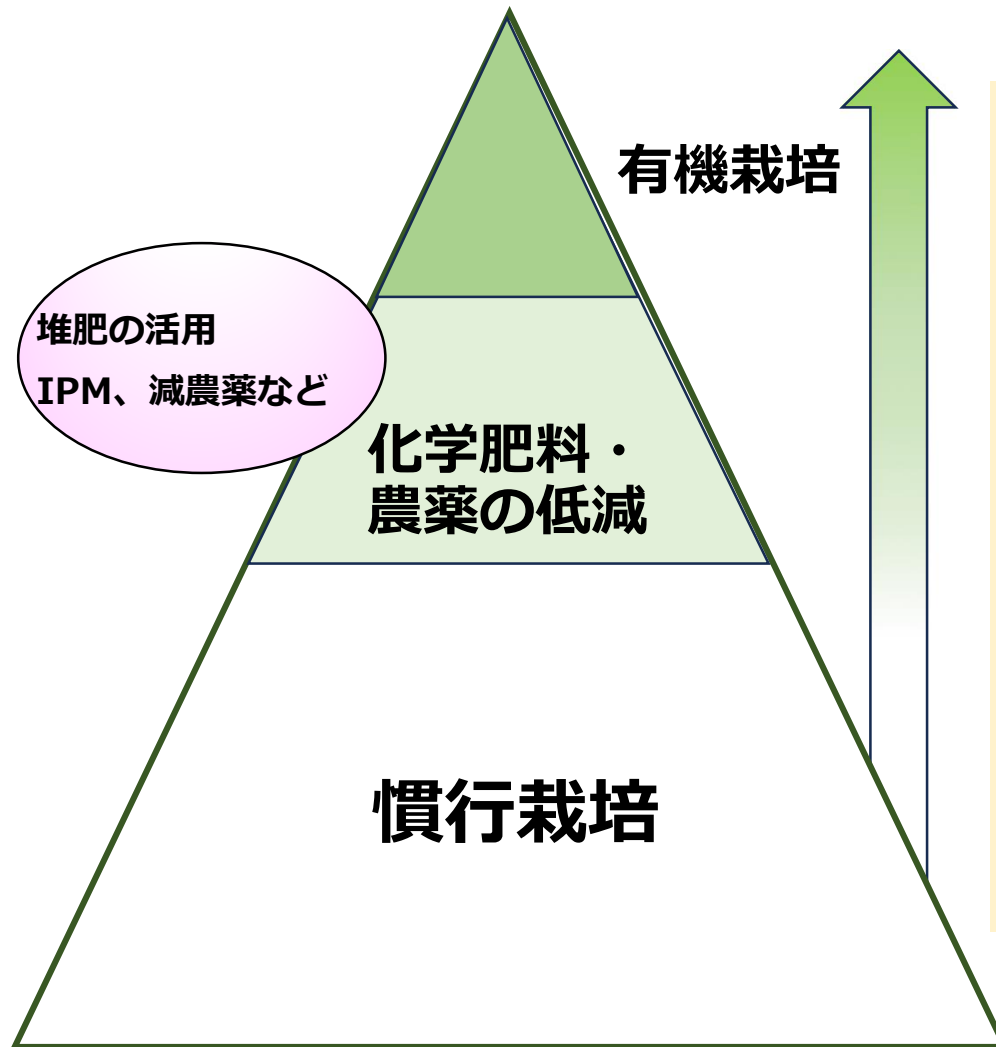 有機栽培
堆肥の活用
IPM、減農薬など
化学肥料・
農薬の低減
慣行栽培